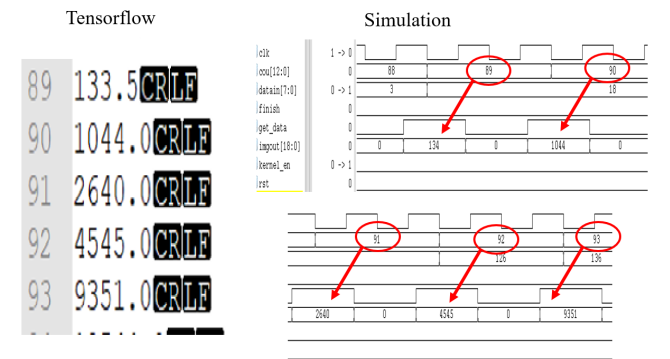 Tensorflow
Simulation
89 133.5CRLF
90 1044.0CRLF
91 2640.0CRLF
92 4545.0CRLF
93 9351.0CRLF
clk 1 -> 0
cou[12:0] 0 88 89 90
datain[7:0] 0 -> 1 3 18
finish 0
get_data 0
imgout[18:0] 0 0 134 0 1044 0
kernel_en 0 -> 1
rst 0
91 92 93
126 136
2640 0 4545 0 9351